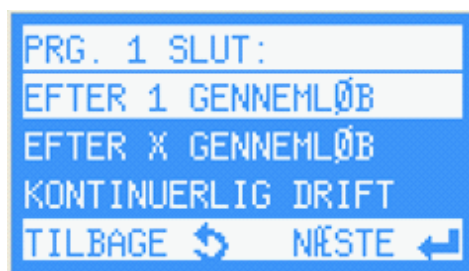 PRG. 1 SLUT:
EFTER 1 GENNEMLØB
EFTER X GENNEMLØB
KONTINUERLIG DRIFT
TILBAGE NÆSTE